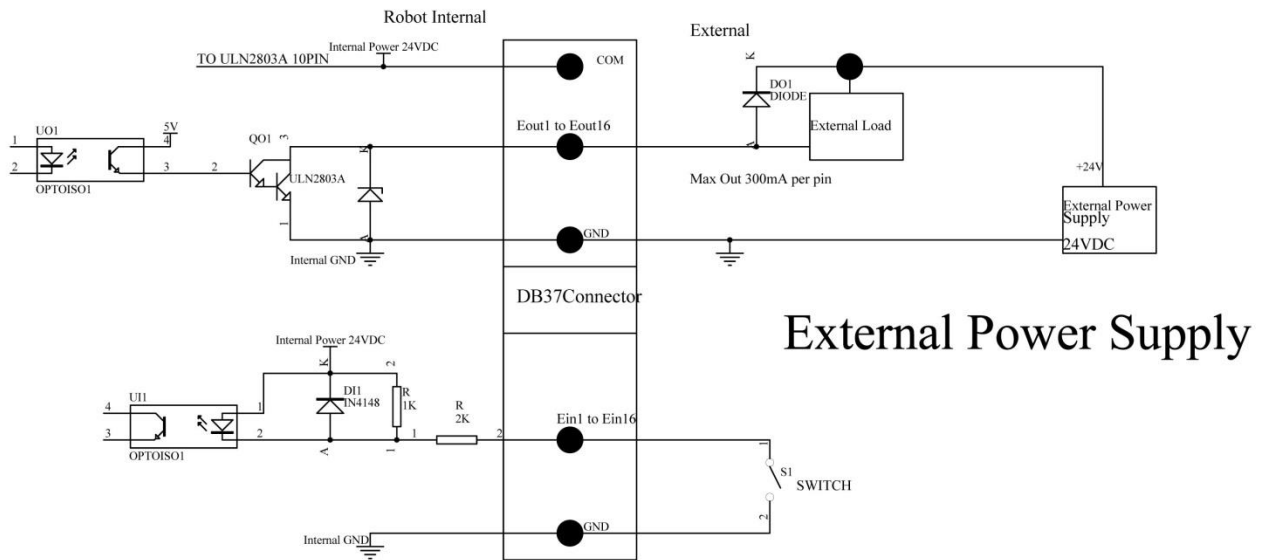 Robot Internal
External
Internal Power 24VDC
TO ULN2803A 10PIN
COM
K
DO1
DIODE
External Load
A
5V
UO1
1
2
4
3
OPTOISO1
2
QO1
3
ULN2803A
1
K
A
Eout1 to Eout16
Max Out 300mA per pin
+24V
External Power
Supply
24VDC
GND
Internal GND
DB37Connector
External Power Supply
Internal Power 24VDC
K
2
DI1
IN4148
R
1K
R
2K
UI1
4
3
1
2
OPTOISO1
A
1
1
2
Ein1 to Ein16
1
S1
SWITCH
2
GND
Internal GND